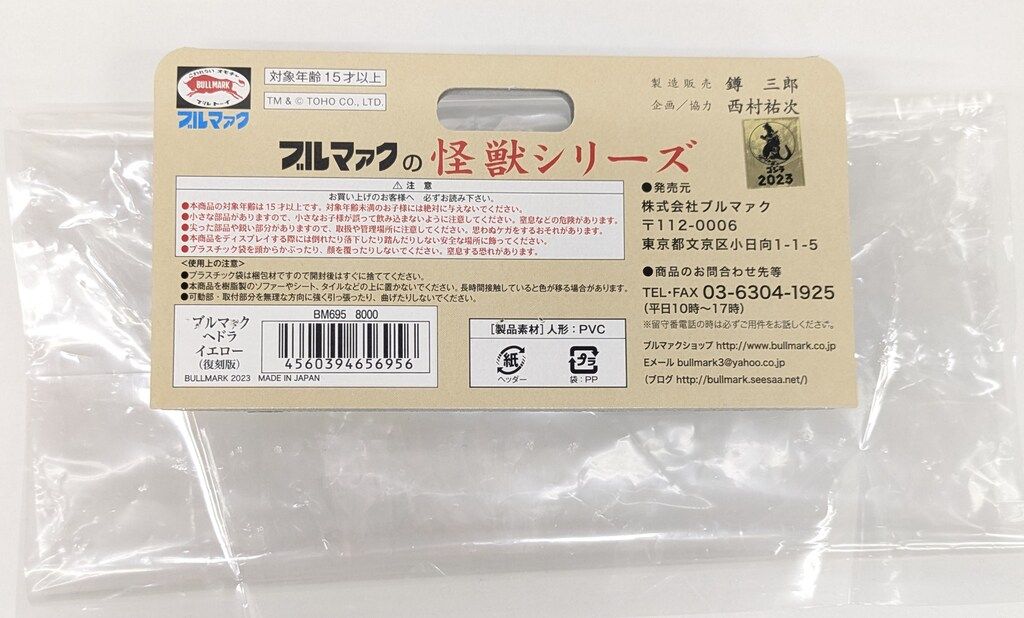 こわれないオモチャ
BULLMARK
ブルトーイ
ブルマァク
対象年齢15才以上
TM & © TOHO CO., LTD.
製造販売 鐏 三郎
企画／協力 西村祐次
ゴジラ
2023
ブルマァクの怪獣シリーズ
⚠ 注 意
お買い上げのお客様へ 必ずお読み下さい。
●本商品の対象年齢は15才以上です。対象年齢未満のお子様には絶対に与えないでください。
●小さな部品がありますので、小さなお子様が誤って飲み込まないように注意してください。窒息などの危険があります。
●尖った部品や鋭い部分がありますので、取扱や管理場所に注意してください。思わぬケガをするおそれがあります。
●本商品をディスプレイする際には倒れたり落下したり踏んだりしない安全な場所に飾ってください。
●プラスチック袋を頭からかぶったり、顔を覆ったりしないでください。窒息する恐れがあります。
<使用上の注意>
●プラスチック袋は梱包材ですので開封後はすぐに捨ててください。
●本商品を樹脂製のソファーやシート、タイルなどの上に置かないでください。長時間接触していると色が移る場合があります。
●可動部・取付部分を無理な方向に強く引っ張ったり、曲げたりしないでください。
●発売元
株式会社ブルマァク
〒112-0006
東京都文京区小日向1-1-5
●商品のお問合わせ先等
TEL・FAX 03-6304-1925
(平日10時～17時)
※留守番電話の時は必ずご用件をお話しください。
ブルマァクショップ http://www.bullmark.co.jp
Eメール bullmark3@yahoo.co.jp
(ブログ http://bullmark.seesaa.net/)
ブルマァク
ヘドラ
イエロー
(復刻版)
BM695 8000
4560394656956
BULLMARK 2023 MADE IN JAPAN
[製品素材] 人形：PVC
紙
ヘッダー
プラ
袋：PP